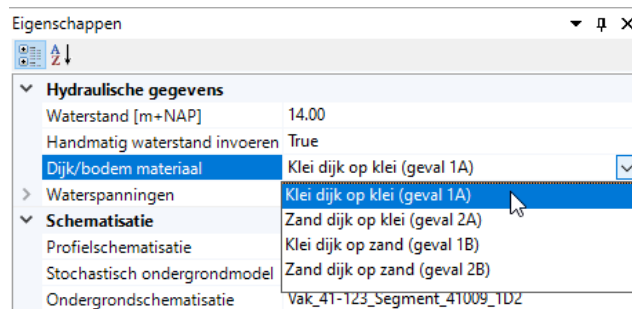 Eigenschappen
Hydraulische gegevens
Waterstand [m+NAP] 14.00
Handmatig waterstand invoeren True
Dijk/bodem materiaal Klei dijk op klei (geval 1A)
Waterspanningen Klei dijk op klei (geval 1A)
Schematisatie Zand dijk op klei (geval 2A)
Profielschematisatie Klei dijk op zand (geval 1B)
Stochastisch ondergrondmodel Zand dijk op zand (geval 2B)
Ondergrondschematisatie Vak_41-123_Segment_41009_1D2